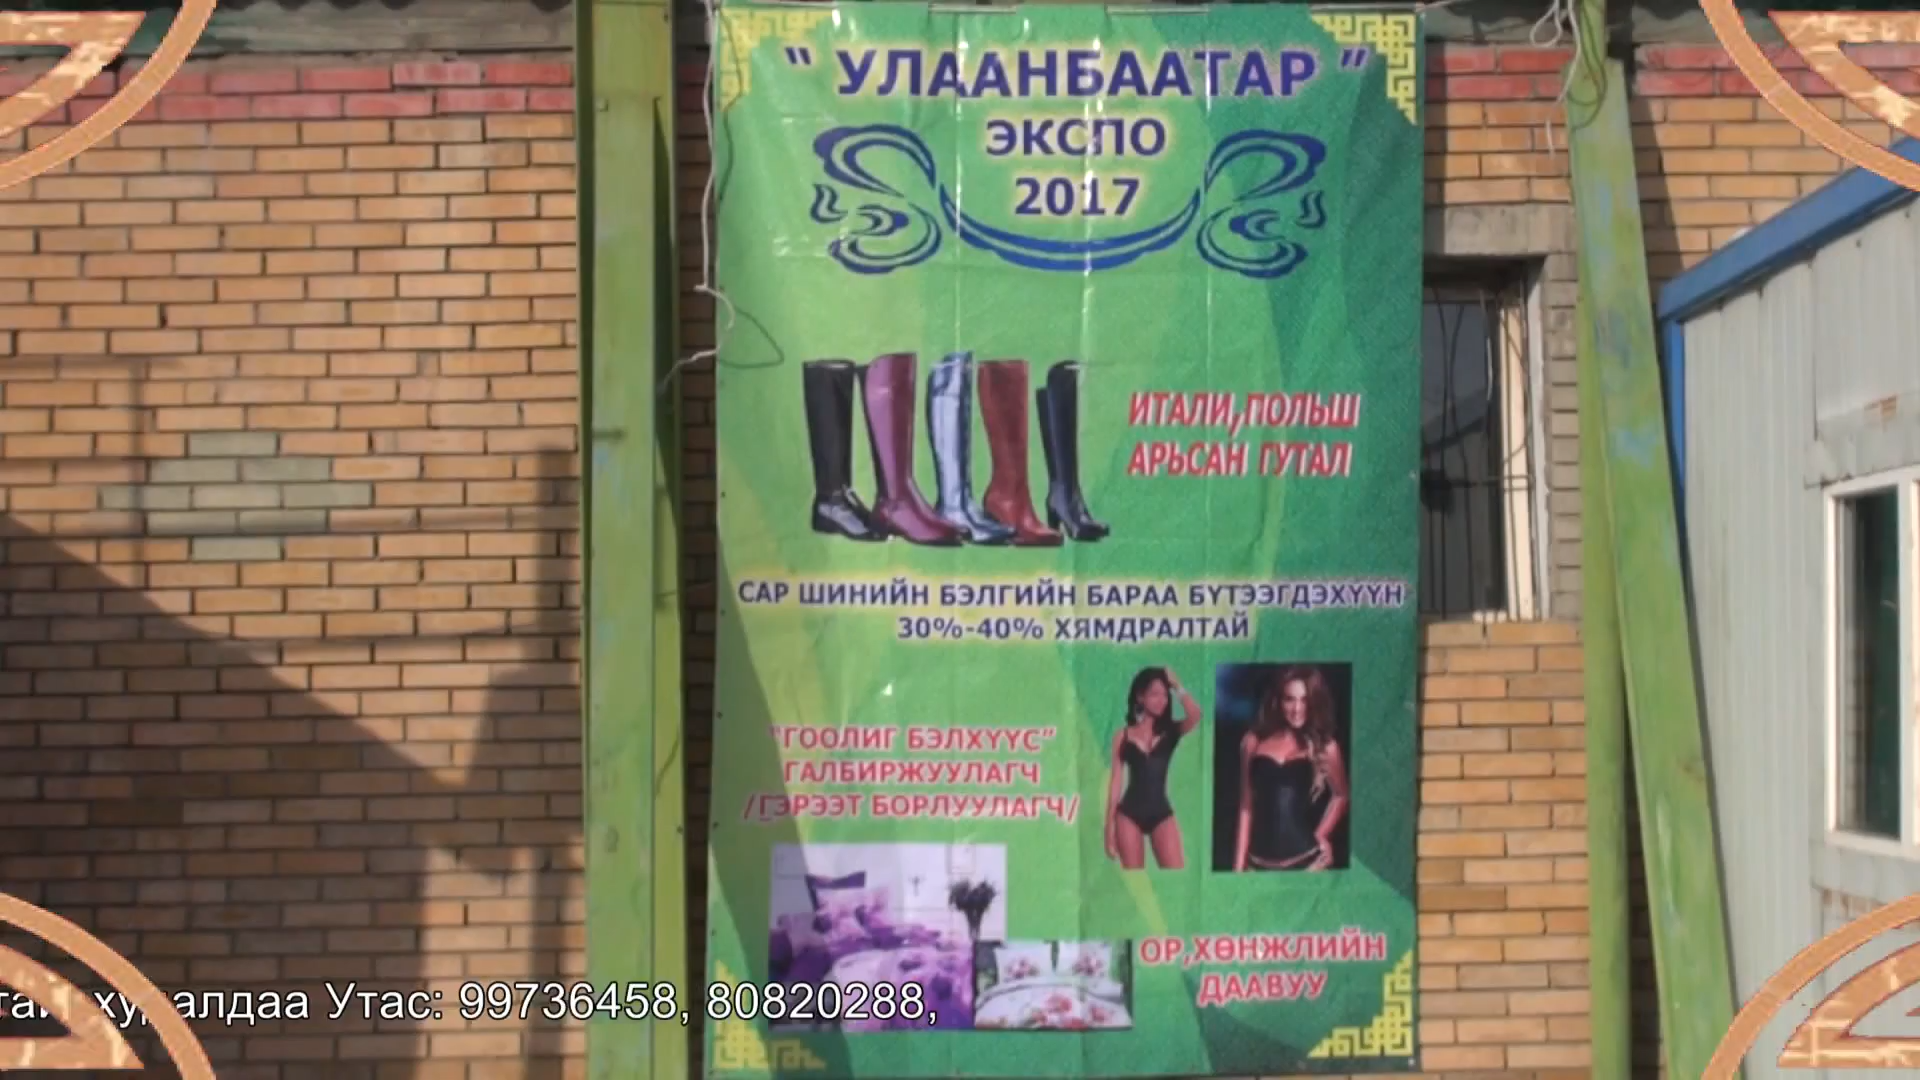 " УЛААНБААТАР "
ЭКСПО
2017
ИТАЛИ,ПОЛЬШ
АРЬСАН ГУТАЛ
САР ШИНИЙН БЭЛГИЙН БАРАА БҮТЭЭГДЭХҮҮН
30%-40% ХЯМДРАЛТАЙ
"ГООЛИГ БЭЛХҮҮС"
ГАЛБИРЖУУЛАГЧ
/ГЭРЭЭТ БОРЛУУЛАГЧ/
ОР,ХӨНЖЛИЙН
ДААВУУ
худалдаа Утас: 99736458, 80820288,